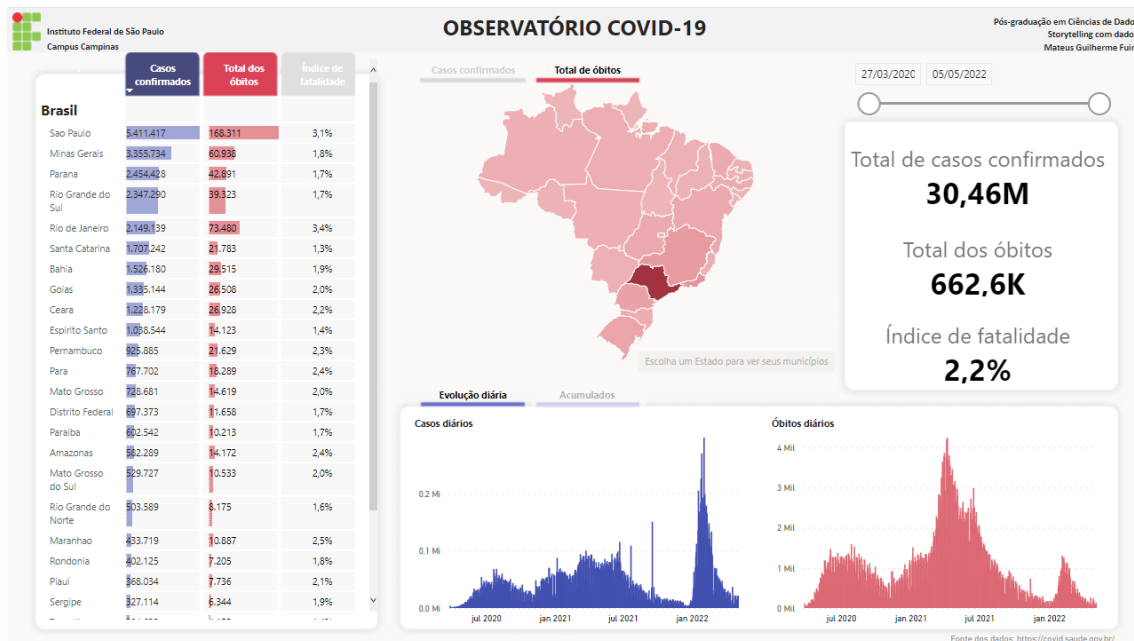 Instituto Federal de São Paulo
Campus Campinas
OBSERVATÓRIO COVID-19
Pós-graduação em Ciências de Dado
Storytelling com dado
Mateus Guilherme Fuir
Casos confirmados
Total dos óbitos
Índice de fatalidade
Brasil
Sao Paulo 5.411.417 168.311 3,1%
Minas Gerais 3.355.734 60.938 1,8%
Parana 2.454.428 42.891 1,7%
Rio Grande do Sul 2.347.290 39.323 1,7%
Rio de Janeiro 2.149.139 73.480 3,4%
Santa Catarina 1.707.242 21.783 1,3%
Bahia 1.526.180 29.515 1,9%
Goias 1.335.144 26.508 2,0%
Ceara 1.228.179 26.928 2,2%
Espirito Santo 1.038.544 14.123 1,4%
Pernambuco 925.885 21.629 2,3%
Para 767.702 18.289 2,4%
Mato Grosso 728.681 14.619 2,0%
Distrito Federal 697.373 11.658 1,7%
Paraiba 602.542 10.213 1,7%
Amazonas 582.289 14.172 2,4%
Mato Grosso do Sul 529.727 10.533 2,0%
Rio Grande do Norte 503.589 8.175 1,6%
Maranhao 433.719 10.887 2,5%
Rondonia 402.125 7.205 1,8%
Piaui 368.034 7.736 2,1%
Sergipe 327.114 6.344 1,9%
Casos confirmados
Total de óbitos
Escolha um Estado para ver seus municípios
27/03/2020 05/05/2022
Total de casos confirmados
30,46M
Total dos óbitos
662,6K
Índice de fatalidade
2,2%
Evolução diária
Acumulados
Casos diários
0,2 Mi
0,1 Mi
0,0 Mi
jul 2020 jan 2021 jul 2021 jan 2022
Óbitos diários
4 Mil
3 Mil
2 Mil
1 Mil
0 Mil
jul 2020 jan 2021 jul 2021 jan 2022
Fonte dos dados: https://covid.saude.gov.br/